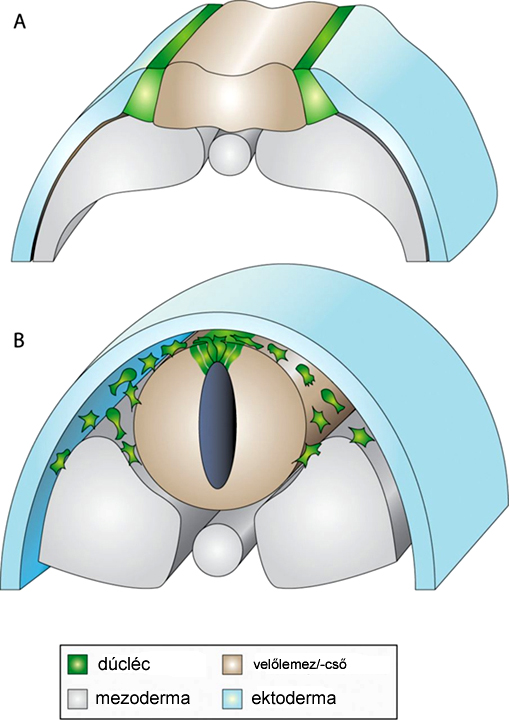 A
B
dúcléc
velőlemez/-cső
mezoderma
ektoderma